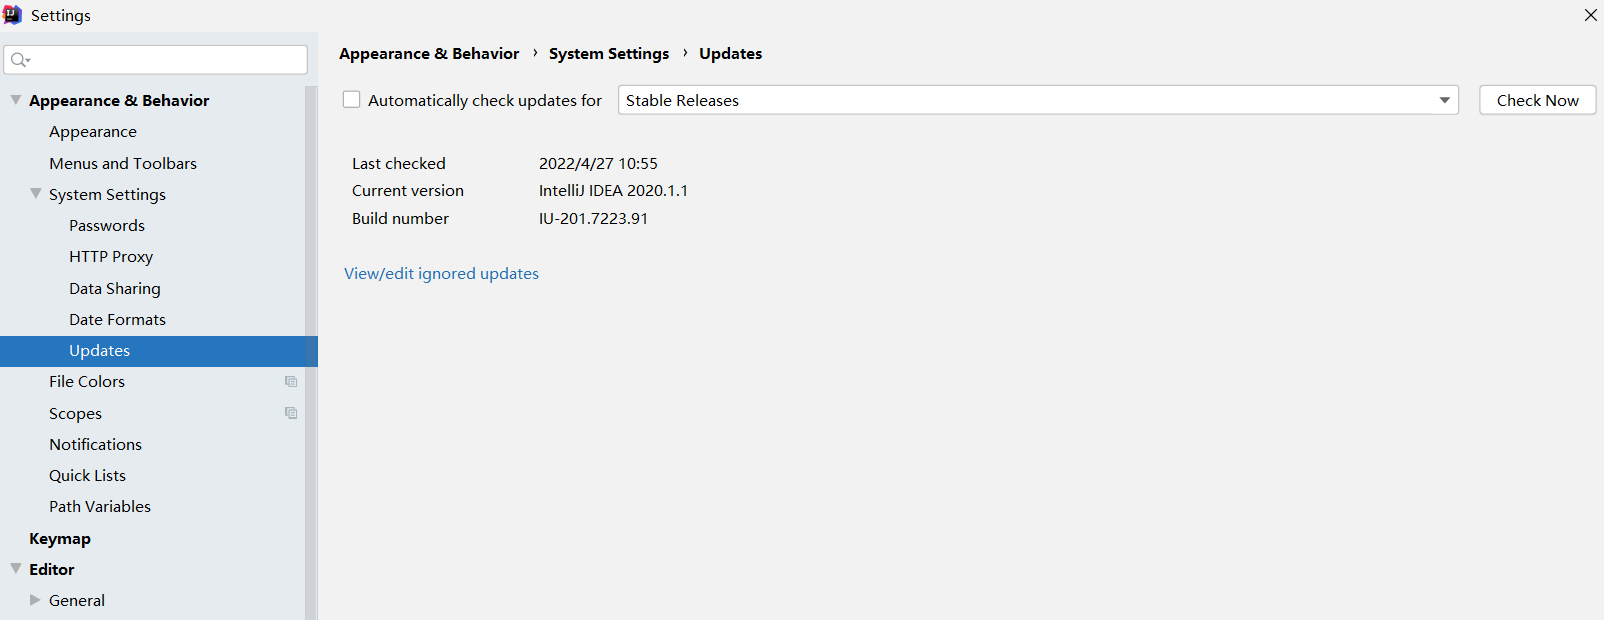 Settings
Appearance & Behavior
Appearance
Menus and Toolbars
System Settings
Passwords
HTTP Proxy
Data Sharing
Date Formats
Updates
File Colors
Scopes
Notifications
Quick Lists
Path Variables
Keymap
Editor
General
Appearance & Behavior › System Settings › Updates
Automatically check updates for Stable Releases Check Now
Last checked 2022/4/27 10:55
Current version IntelliJ IDEA 2020.1.1
Build number IU-201.7223.91
View/edit ignored updates